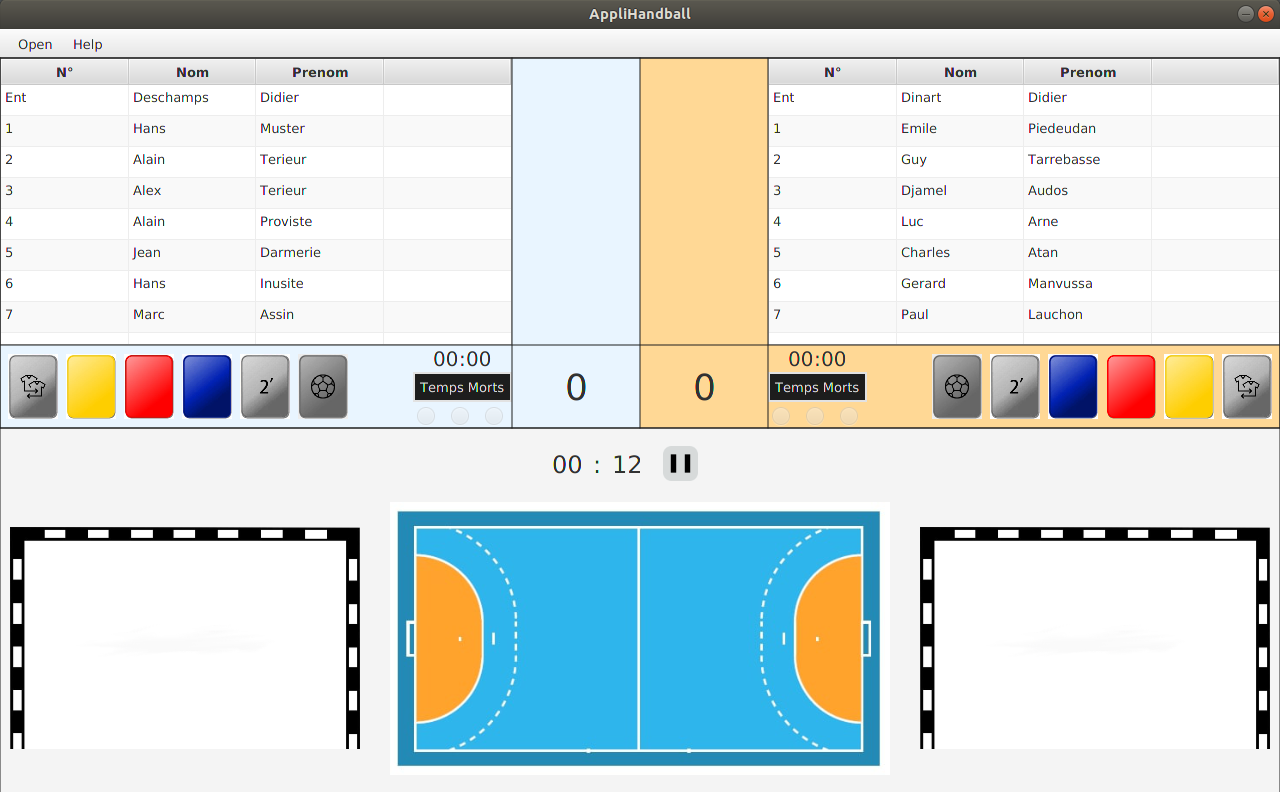 AppliHandball
Open Help
N° Nom Prenom
Ent Deschamps Didier
1 Hans Muster
2 Alain Terieur
3 Alex Terieur
4 Alain Proviste
5 Jean Darmerie
6 Hans Inusite
7 Marc Assin
N° Nom Prenom
Ent Dinart Didier
1 Emile Piedeudan
2 Guy Tarrebasse
3 Djamel Audos
4 Luc Arne
5 Charles Atan
6 Gerard Manvussa
7 Paul Lauchon
2’
00:00
Temps Morts
0
0
00:00
Temps Morts
2’
00 : 12